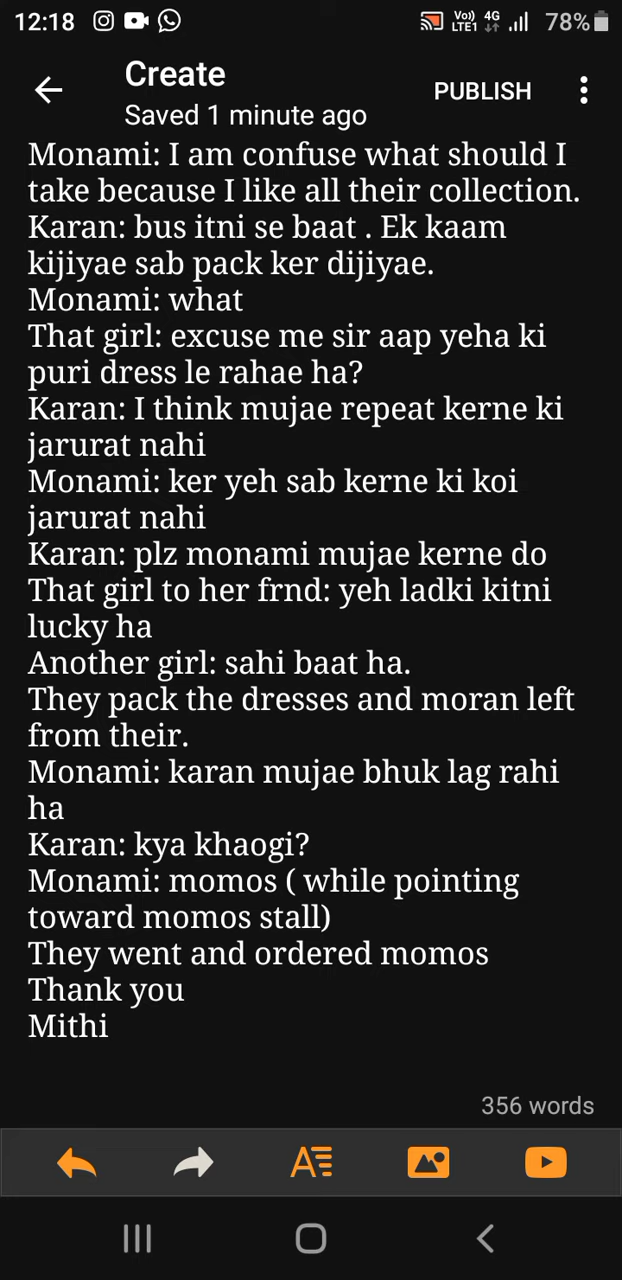 12:18 Vo)) LTE1 4G 78%
Create
Saved 1 minute ago
PUBLISH
Monami: I am confuse what should I
take because I like all their collection.
Karan: bus itni se baat . Ek kaam
kijiyae sab pack ker dijiyae.
Monami: what
That girl: excuse me sir aap yeha ki
puri dress le rahae ha?
Karan: I think mujae repeat kerne ki
jarurat nahi
Monami: ker yeh sab kerne ki koi
jarurat nahi
Karan: plz monami mujae kerne do
That girl to her frnd: yeh ladki kitni
lucky ha
Another girl: sahi baat ha.
They pack the dresses and moran left
from their.
Monami: karan mujae bhuk lag rahi
ha
Karan: kya khaogi?
Monami: momos ( while pointing
toward momos stall)
They went and ordered momos
Thank you
Mithi
356 words